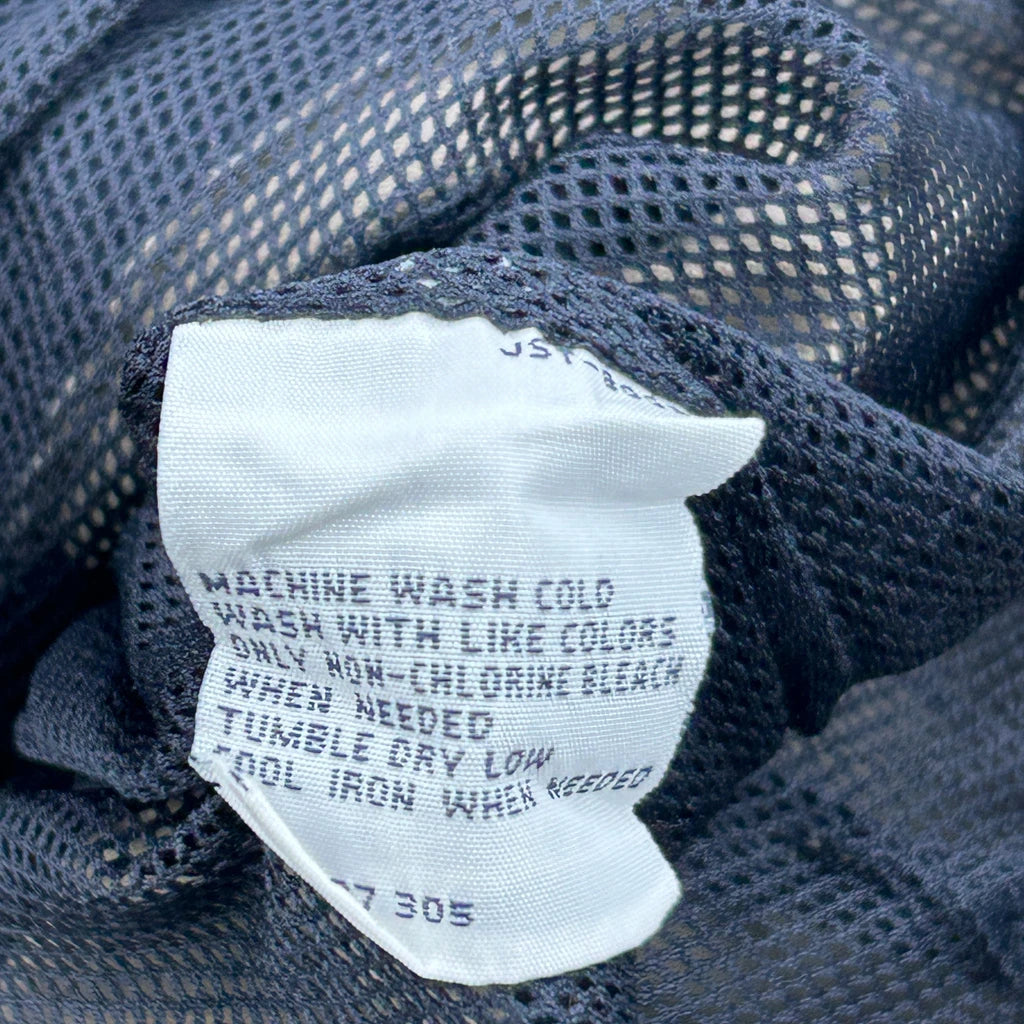 MACHINE WASH COLD
WASH WITH LIKE COLORS
ONLY NON-CHLORINE BLEACH
WHEN NEEDED
TUMBLE DRY LOW
COOL IRON WHEN NEEDED
305